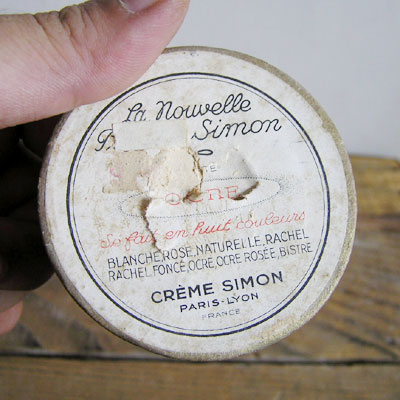 La Nouvelle
Simon
OCRE
Se fait en huit couleurs
BLANCHE, ROSE, NATURELLE, RACHEL
RACHEL FONCÉ, OCRE, OCRE ROSÉE, BISTRE
CRÈME SIMON
PARIS-LYON
FRANCE